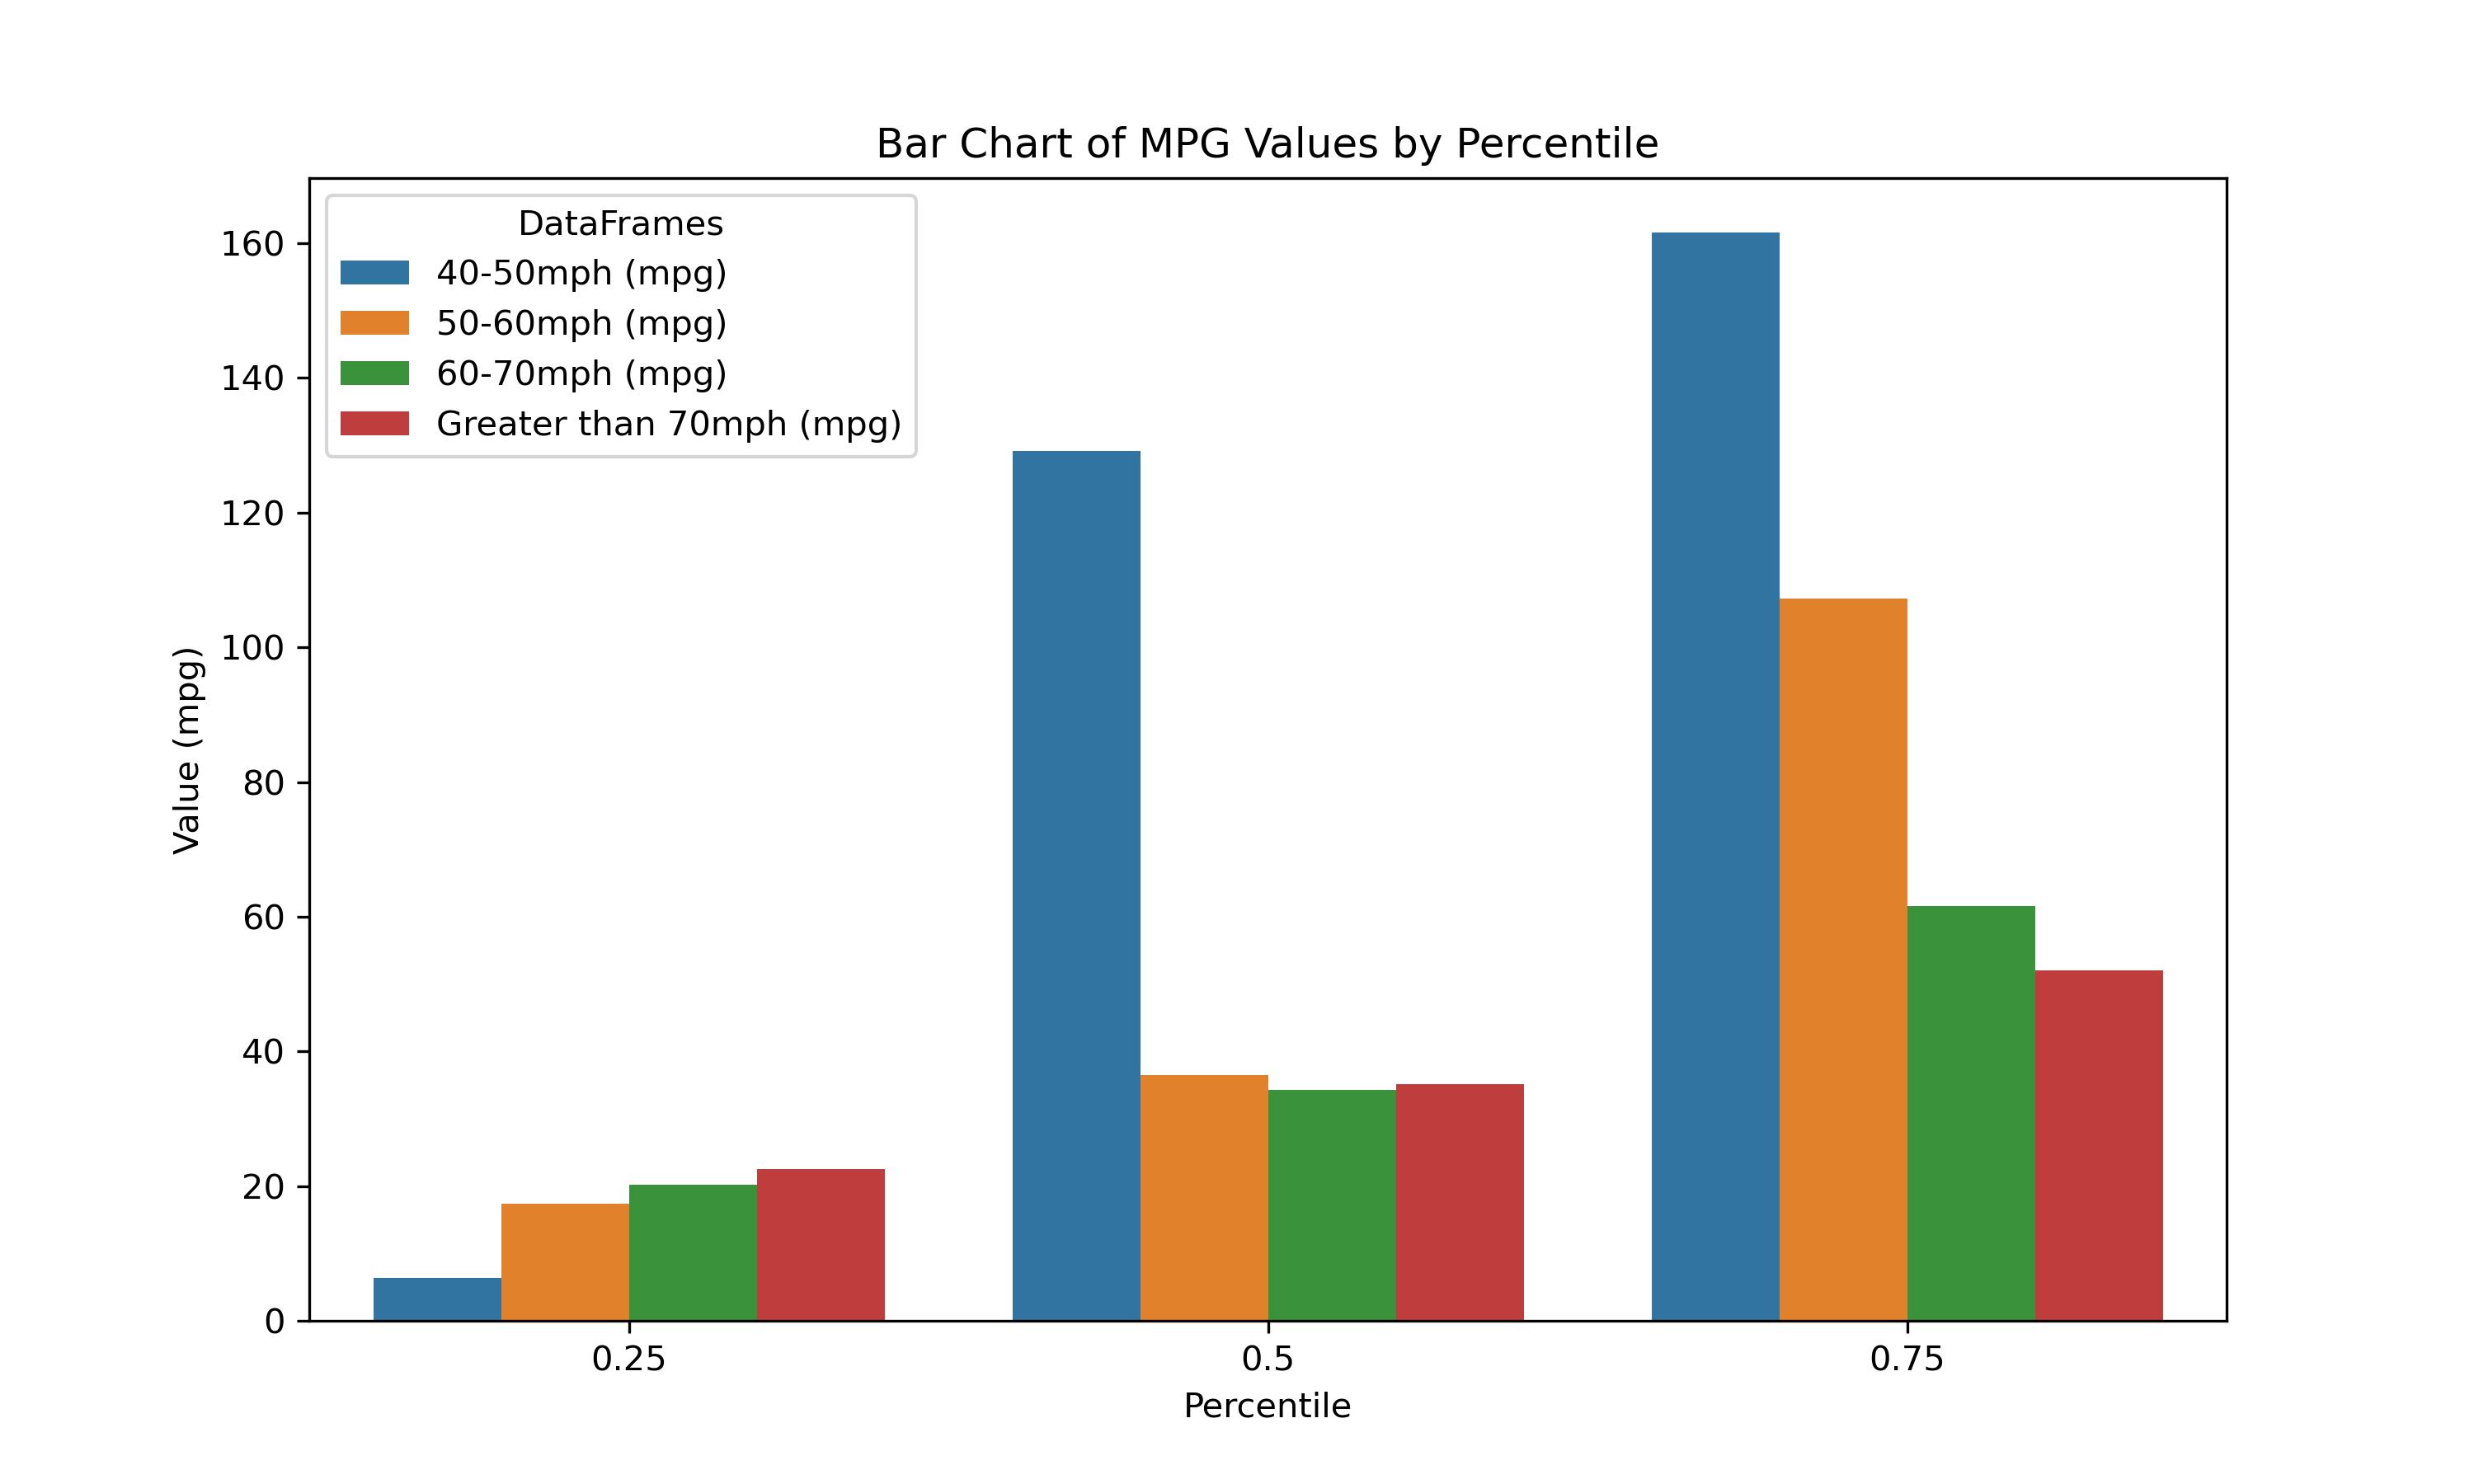 Bar Chart of MPG Values by Percentile
DataFrames
40-50mph (mpg)
50-60mph (mpg)
60-70mph (mpg)
Greater than 70mph (mpg)
Value (mpg)
160
140
120
100
80
60
40
20
0
0.25
0.5
0.75
Percentile